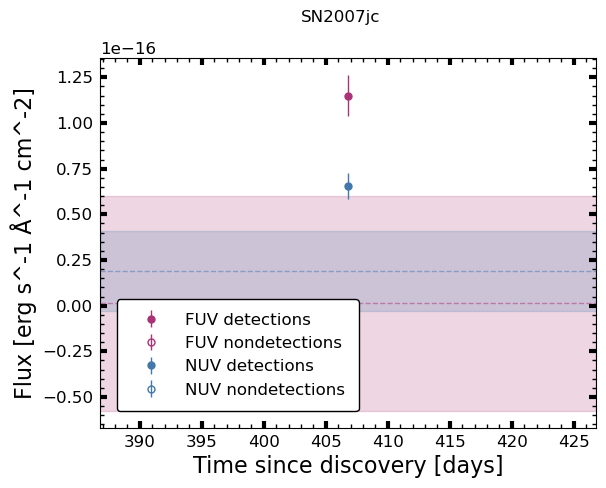 SN2007jc
1e−16
1.25
1.00
0.75
0.50
0.25
0.00
−0.25
−0.50
Flux [erg s^-1 Å^-1 cm^-2]
FUV detections
FUV nondetections
NUV detections
NUV nondetections
390 395 400 405 410 415 420 425
Time since discovery [days]